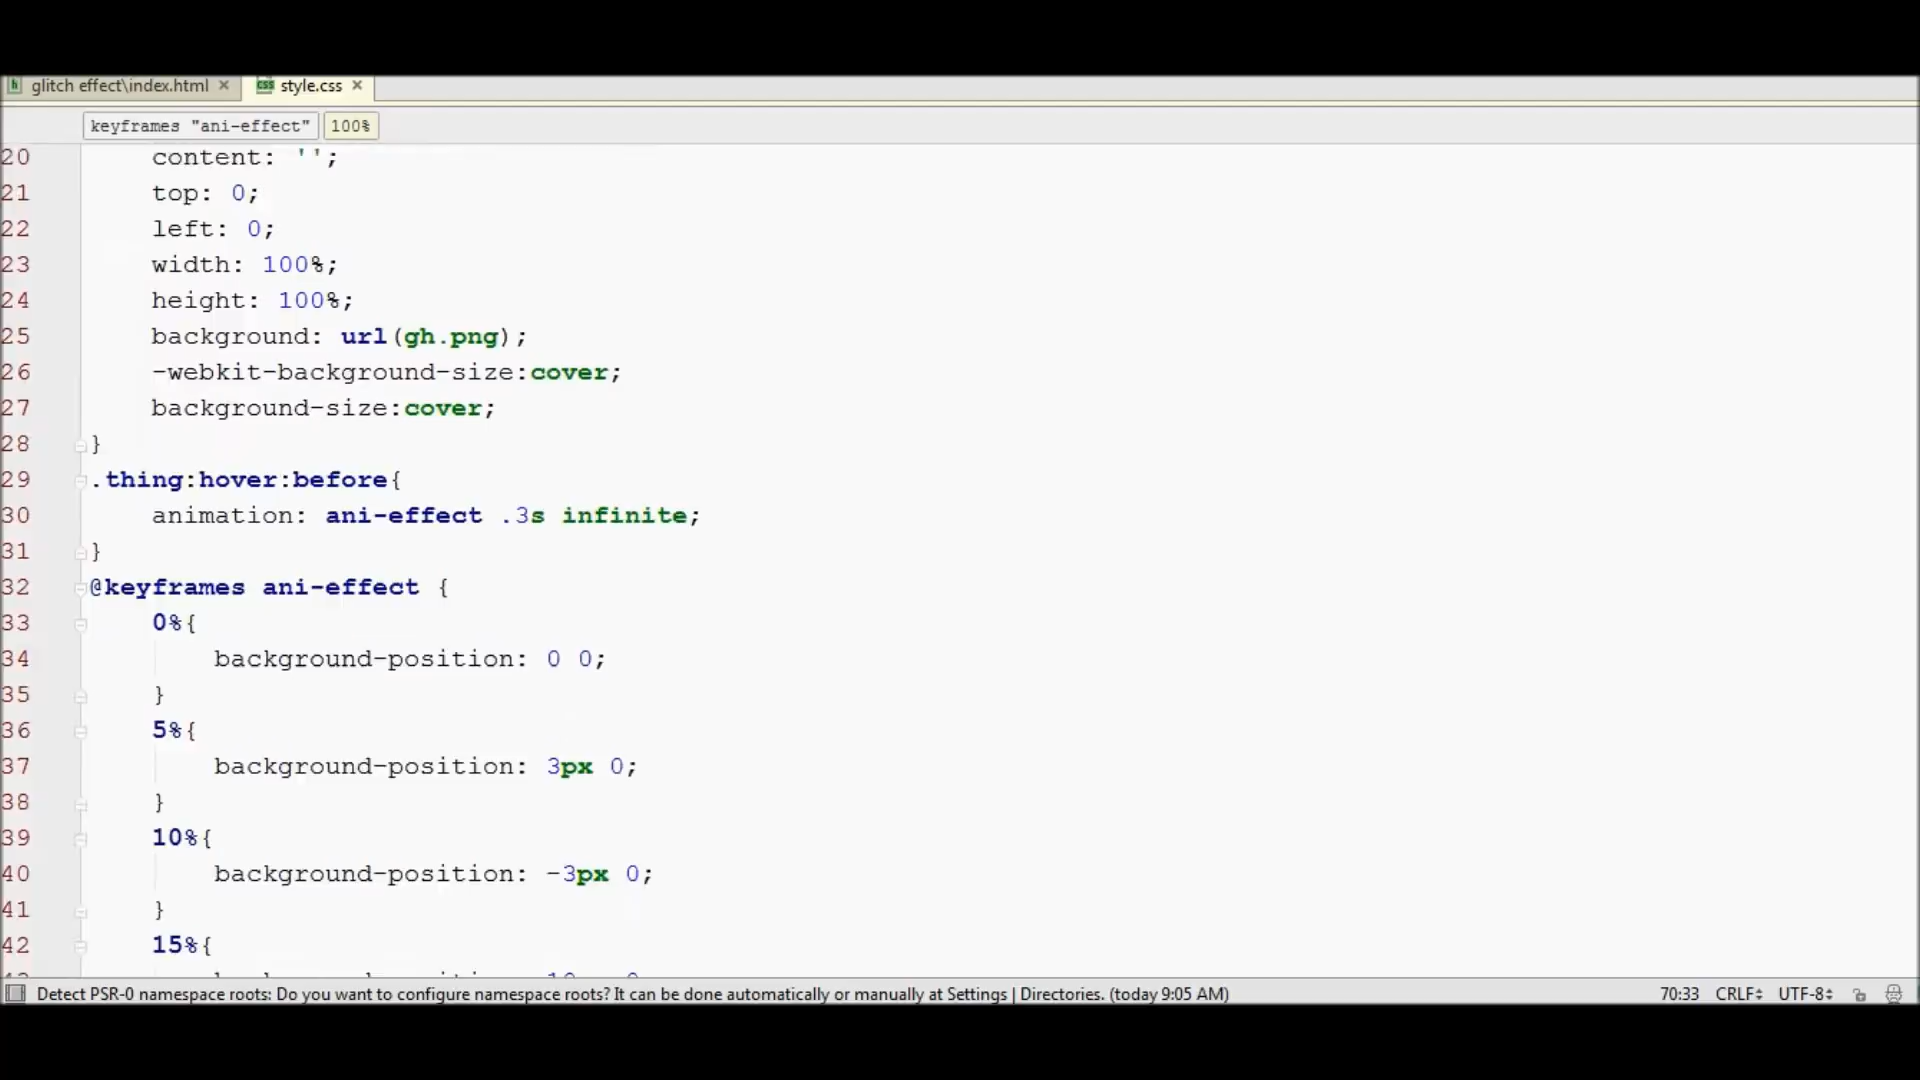 glitch effect\index.html
style.css
keyframes "ani-effect" 100%
20 content: '';
21 top: 0;
22 left: 0;
23 width: 100%;
24 height: 100%;
25 background: url(gh.png);
26 -webkit-background-size:cover;
27 background-size:cover;
28 }
29 .thing:hover:before{
30 animation: ani-effect .3s infinite;
31 }
32 @keyframes ani-effect {
33 0%{
34 background-position: 0 0;
35 }
36 5%{
37 background-position: 3px 0;
38 }
39 10%{
40 background-position: -3px 0;
41 }
42 15%{
Detect PSR-0 namespace roots: Do you want to configure namespace roots? It can be done automatically or manually at Settings | Directories. (today 9:05 AM) 70:33 CRLF UTF-8